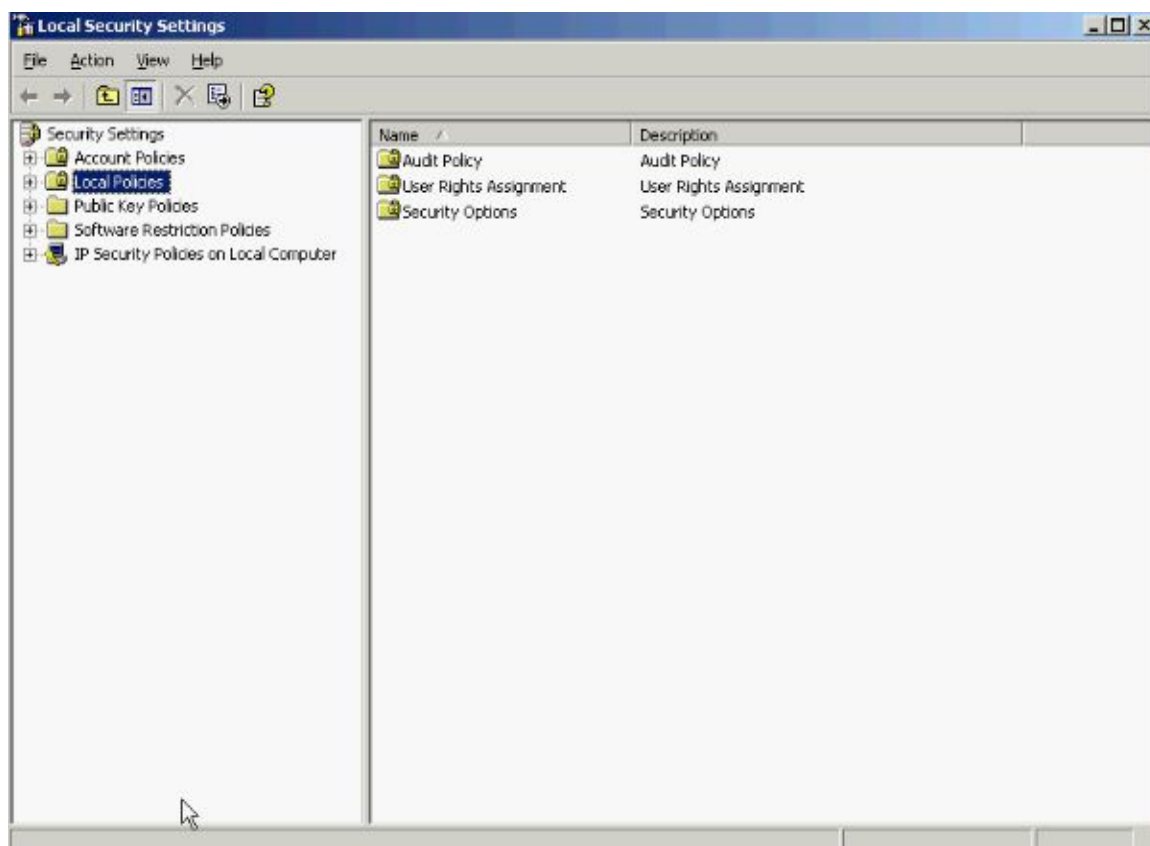 Local Security Settings
File Action View Help
Security Settings
Account Policies
Local Policies
Public Key Policies
Software Restriction Policies
IP Security Policies on Local Computer
Name Description
Audit Policy Audit Policy
User Rights Assignment User Rights Assignment
Security Options Security Options